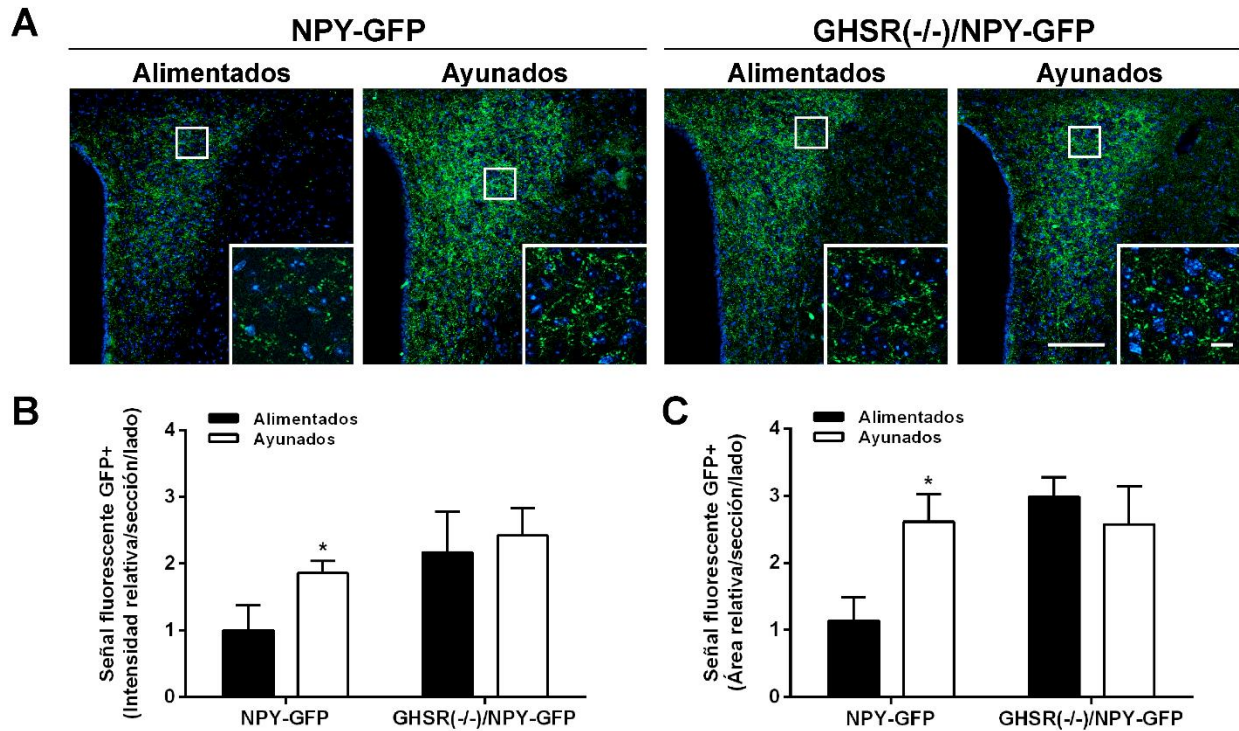 A
NPY-GFP
GHSR(-/-)/NPY-GFP
Alimentados
Ayunados
Alimentados
Ayunados
B
Alimentados
Ayunados
Señal fluorescente GFP+
(Intensidad relativa/sección/lado)
4
3
2
1
0
*
NPY-GFP
GHSR(-/-)/NPY-GFP
C
Alimentados
Ayunados
Señal fluorescente GFP+
(Área relativa/sección/lado)
4
3
2
1
0
*
NPY-GFP
GHSR(-/-)/NPY-GFP